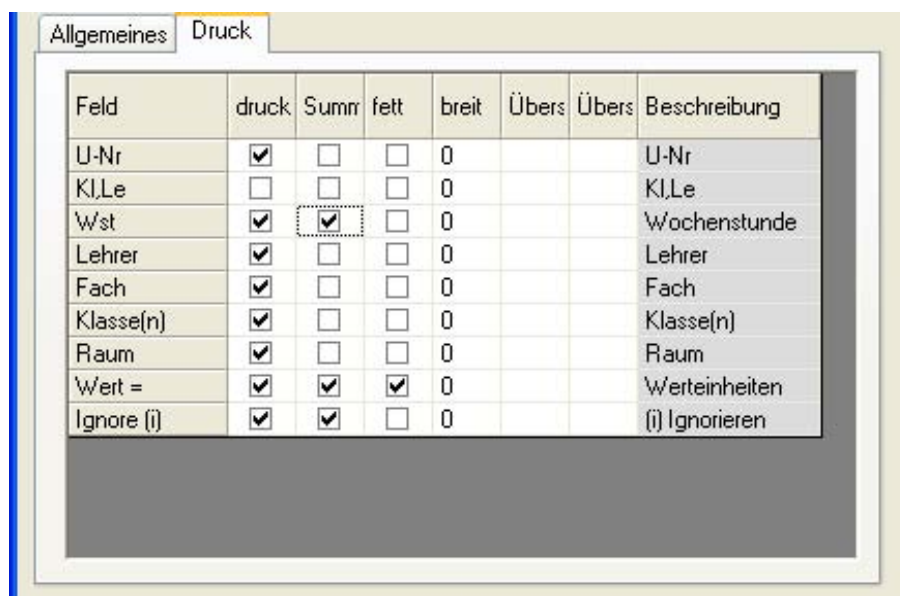 Allgemeines Druck
Feld druck Summ fett breit Übers Übers Beschreibung
U-Nr 0 U-Nr
Kl,Le 0 Kl,Le
Wst 0 Wochenstunde
Lehrer 0 Lehrer
Fach 0 Fach
Klasse(n) 0 Klasse(n)
Raum 0 Raum
Wert = 0 Werteinheiten
Ignore (i) 0 (i) Ignorieren